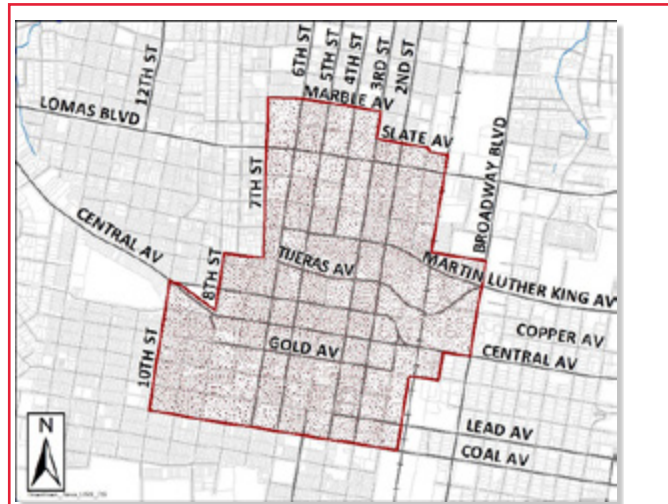 6TH ST
5TH ST
4TH ST
3RD ST
2ND ST
12TH ST
MARBLE AV
LOMAS BLVD
SLATE AV
BROADWAY BLVD
7TH ST
CENTRAL AV
8TH ST
TIJERAS AV
MARTIN LUTHER KING AV
COPPER AV
CENTRAL AV
GOLD AV
10TH ST
LEAD AV
COAL AV
N